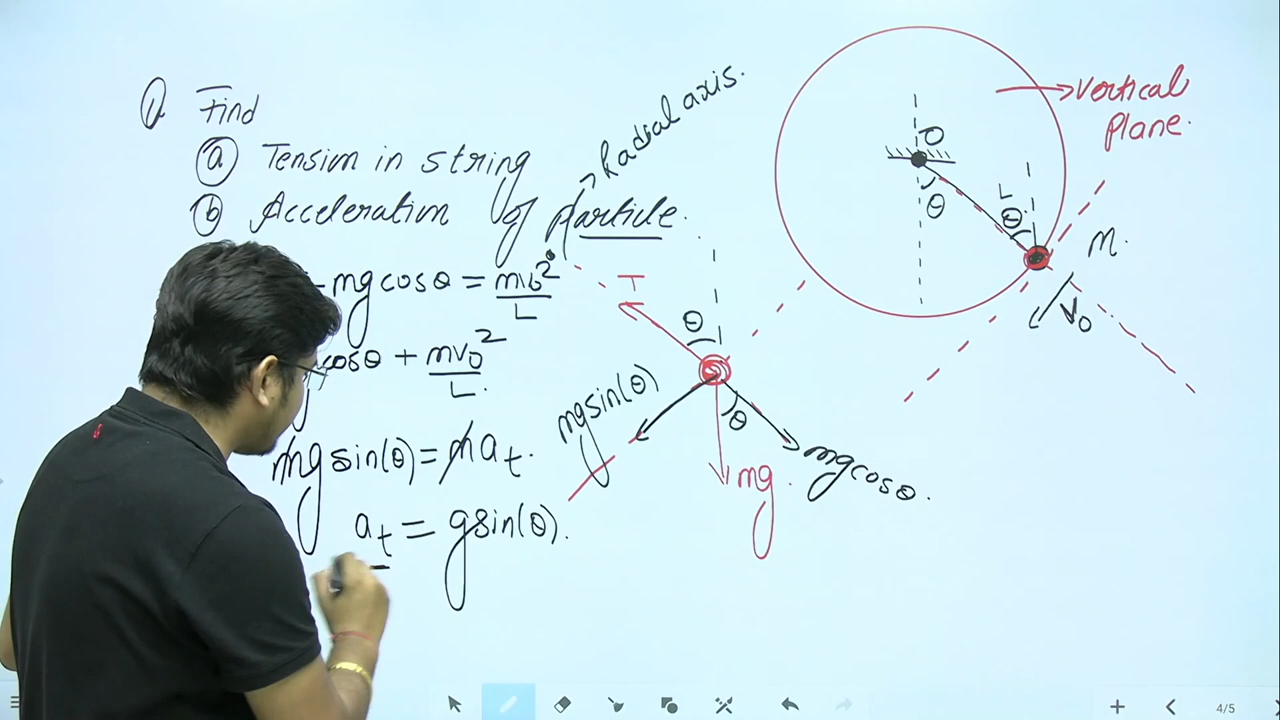 ① Find
ⓐ Tension in string
ⓑ Acceleration of particle.
- mg cosθ = mv₀²/L
cosθ + mv₀²/L.
mg sin(θ) = m aₜ.
aₜ = g sin(θ).
Radial axis.
T
θ
mg sin(θ)
θ
mg.
mg cosθ.
O
θ
L
θ
M.
V₀
Vertical
Plane.
4/5